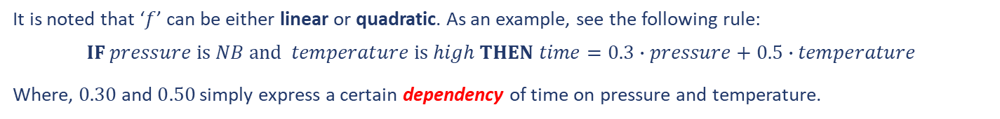 It is noted that ‘f’ can be either linear or quadratic. As an example, see the following rule:
IF pressure is NB and temperature is high THEN time = 0.3 · pressure + 0.5 · temperature
Where, 0.30 and 0.50 simply express a certain dependency of time on pressure and temperature.